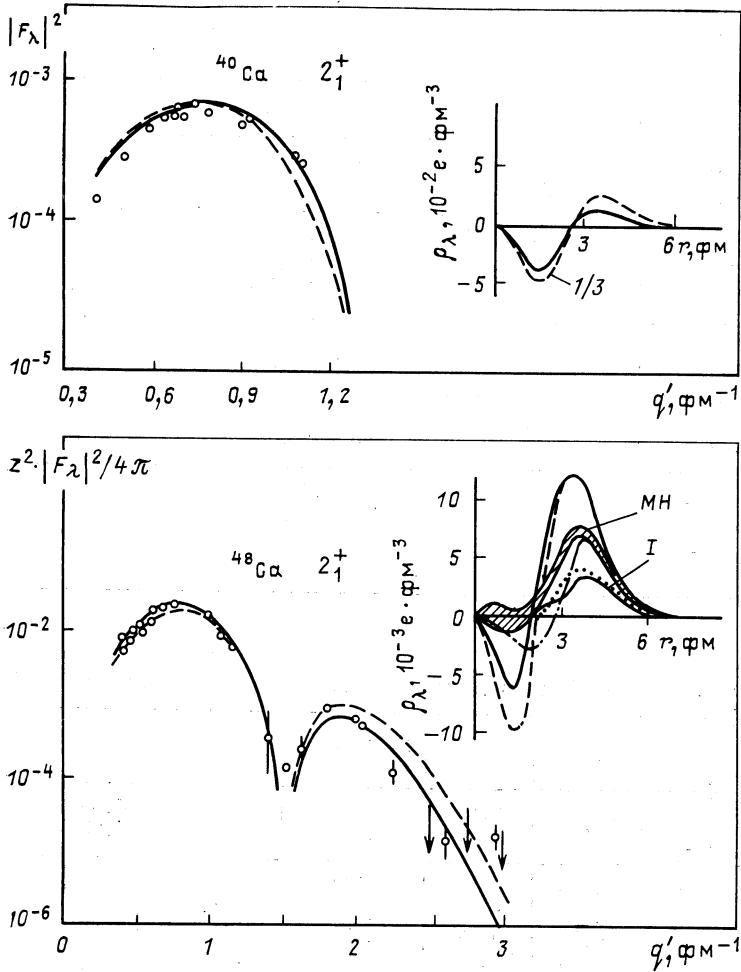 |F_λ|²
⁴⁰Ca 2₁⁺
10⁻³
10⁻⁴
10⁻⁵
0,3 0,6 0,9 1,2 q′, фм⁻¹
ρ_λ, 10⁻² e·фм⁻³
5
0
−5
3 6 r, фм
1/3
z²·|F_λ|²/4π
⁴⁸Ca 2₁⁺
10⁻²
10⁻⁴
10⁻⁶
0 1 2 3 q′, фм⁻¹
ρ_λ, 10⁻³ e·фм⁻³
10
5
0
−5
−10
MH
I
3 6 r, фм